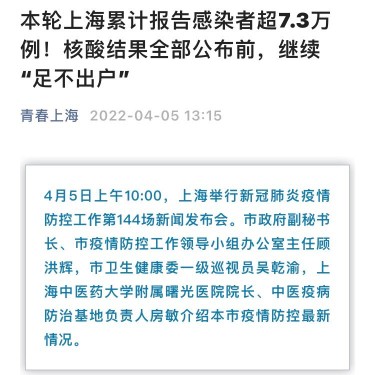 本轮上海累计报告感染者超7.3万
例！核酸结果全部公布前，继续
“足不出户”
青春上海 2022-04-05 13:15
4月5日上午10:00，上海举行新冠肺炎疫情
防控工作第144场新闻发布会。市政府副秘书
长、市疫情防控工作领导小组办公室主任顾
洪辉，市卫生健康委一级巡视员吴乾渝，上
海中医药大学附属曙光医院院长、中医疫病
防治基地负责人房敏介绍本市疫情防控最新
情况。